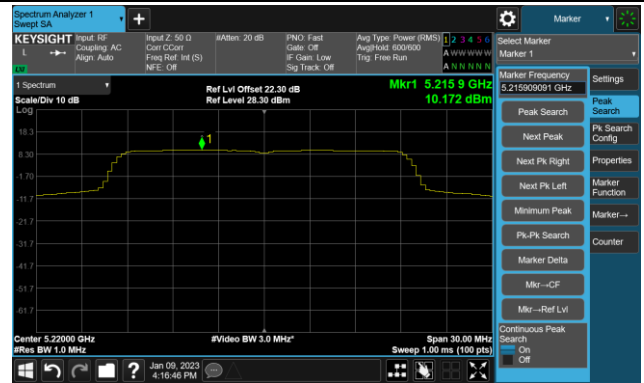 Spectrum Analyzer 1
Swept SA
Marker
KEYSIGHT
L
Input: RF
Coupling: AC
Align: Auto
Input Z: 50 Ω
Corr CCorr
Freq Ref: Int (S)
NFE: Off
#Atten: 20 dB
PNO: Fast
Gate: Off
IF Gain: Low
Sig Track: Off
Avg Type: Power (RMS)
Avg|Hold: 600/600
Trig: Free Run
1 2 3 4 5 6
A W W W W W
A N N N N N
Select Marker
Marker 1
1 Spectrum
Scale/Div 10 dB
Log
Ref Lvl Offset 22.30 dB
Ref Level 28.30 dBm
Mkr1 5.215 9 GHz
10.172 dBm
18.3
8.30
-1.70
-11.7
-21.7
-31.7
-41.7
-51.7
-61.7
1
Center 5.22000 GHz
#Res BW 1.0 MHz
#Video BW 3.0 MHz*
Span 30.00 MHz
Sweep 1.00 ms (100 pts)
Marker Frequency
5.215909091 GHz
Peak Search
Next Peak
Next Pk Right
Next Pk Left
Minimum Peak
Pk-Pk Search
Marker Delta
Mkr→CF
Mkr→Ref Lvl
Continuous Peak
Search
On
Off
Settings
Peak
Search
Pk Search
Config
Properties
Marker
Function
Marker→
Counter
?
Jan 09, 2023
4:16:46 PM